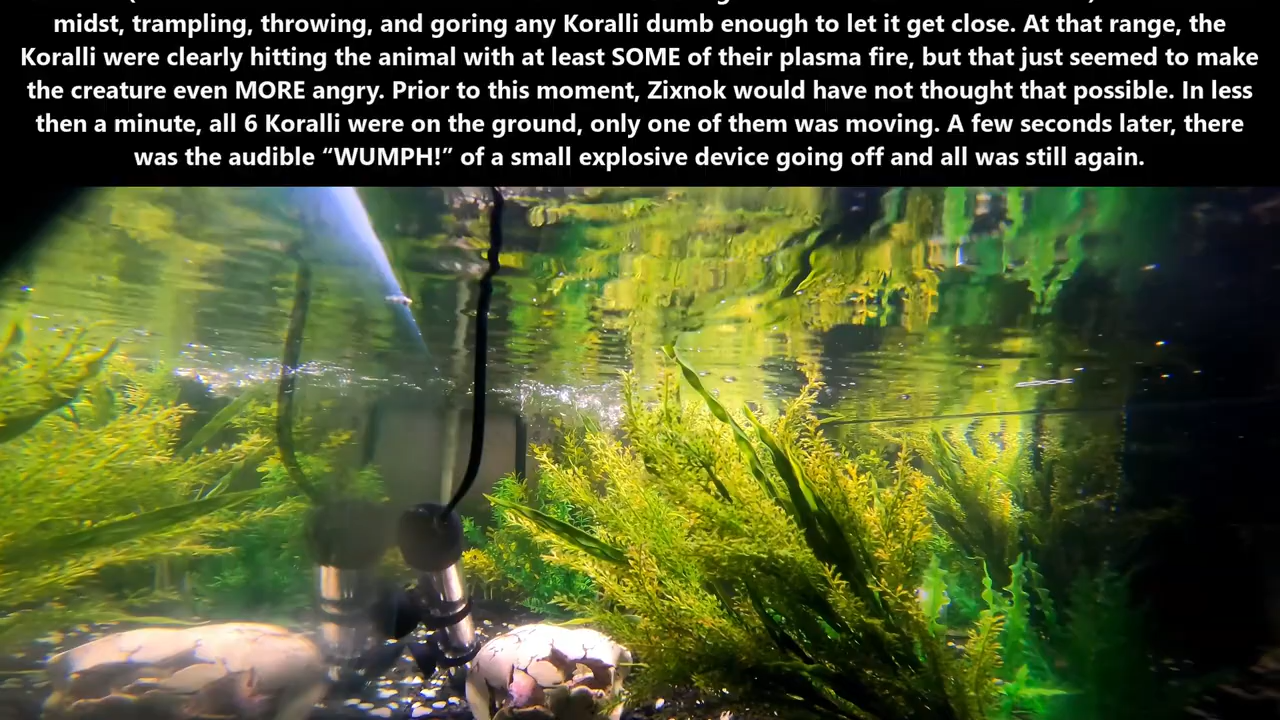 midst, trampling, throwing, and goring any Koralli dumb enough to let it get close. At that range, the
Koralli were clearly hitting the animal with at least SOME of their plasma fire, but that just seemed to make
the creature even MORE angry. Prior to this moment, Zixnok would have not thought that possible. In less
then a minute, all 6 Koralli were on the ground, only one of them was moving. A few seconds later, there
was the audible “WUMPH!” of a small explosive device going off and all was still again.